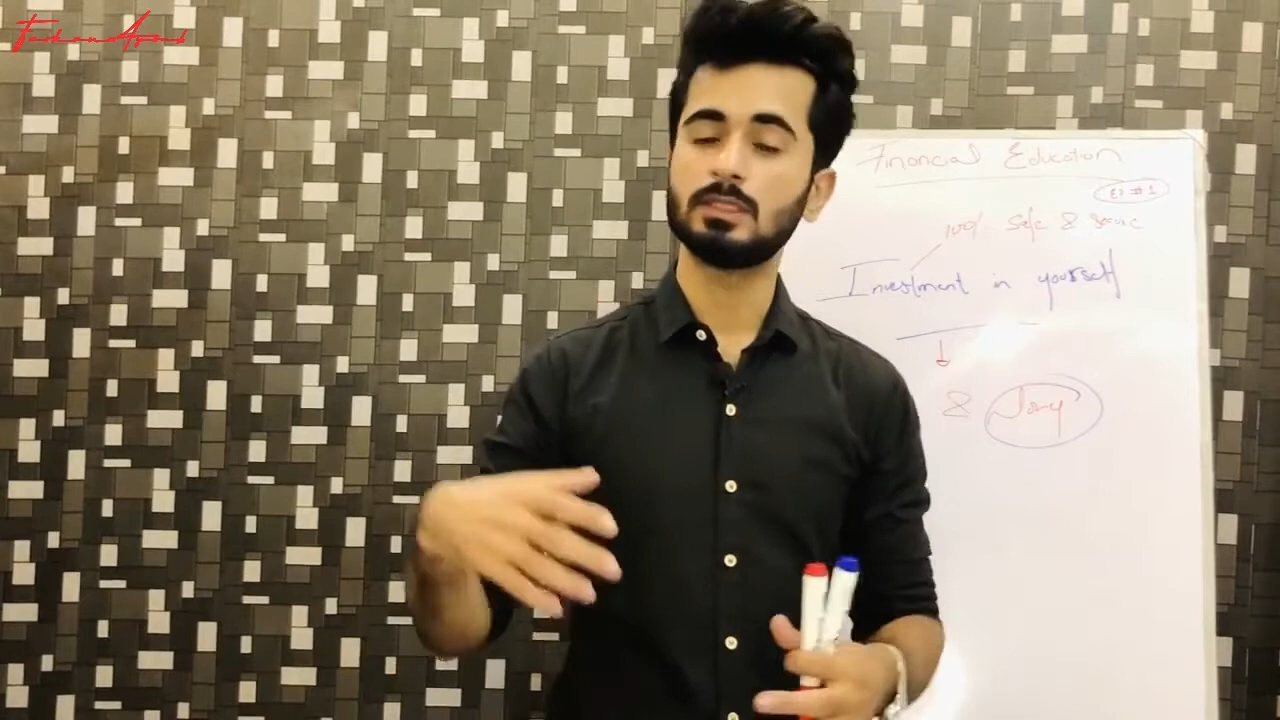 Financial Education
EP #1
100% Safe & Secure
Investment in yourself
&